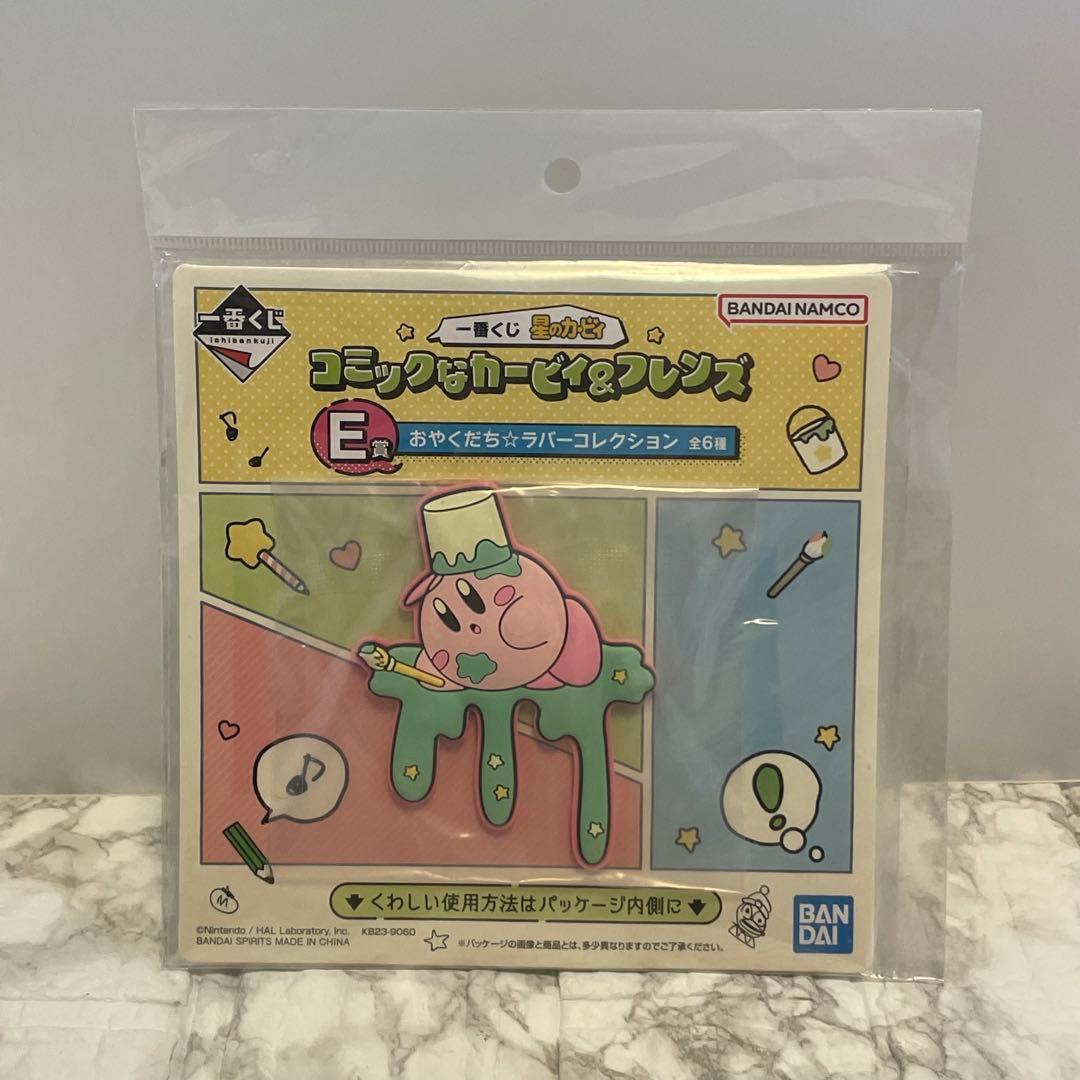 一番くじ
ichibankuji
BANDAI NAMCO
一番くじ 星のカービィ
コミックなカービィ&フレンズ
E賞
おやくだち☆ラバーコレクション 全6種
くわしい使用方法はパッケージ内側に
©Nintendo / HAL Laboratory, Inc. KB23-9060
BANDAI SPIRITS MADE IN CHINA
※パッケージの画像と商品とは、多少異なりますのでご了承ください。
BAN
DAI